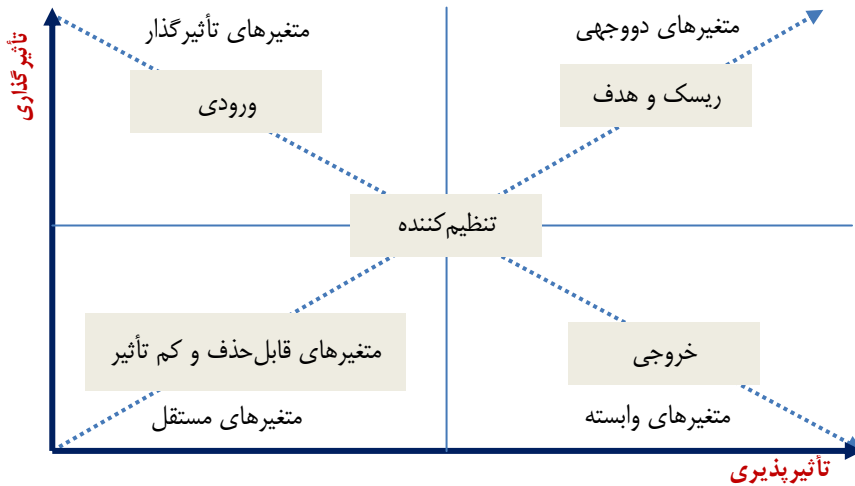 تأثیرگذاری
متغیرهای دووجهی
متغیرهای تأثیرگذار
ریسک و هدف
ورودی
تنظیم‌کننده
خروجی
متغیرهای قابل‌حذف و کم تأثیر
متغیرهای وابسته
متغیرهای مستقل
تأثیرپذیری